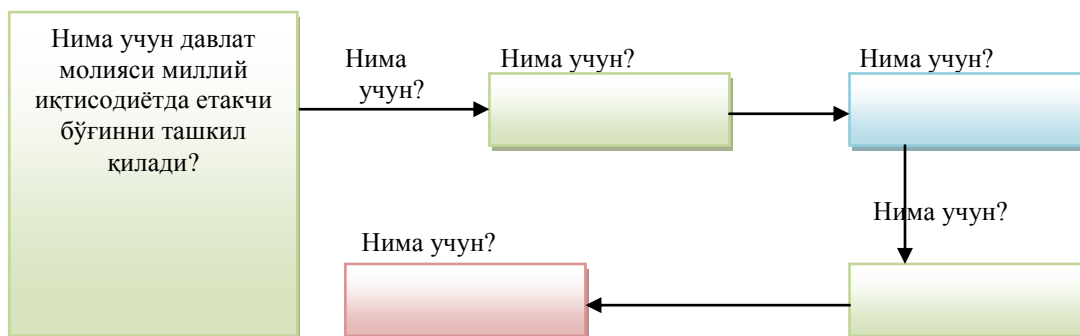 Нима учун давлат
молияси миллий
иқтисодиётда етакчи
бўғинни ташкил
қилади?
Нима
учун?
Нима учун?
Нима учун?
Нима учун?
Нима учун?